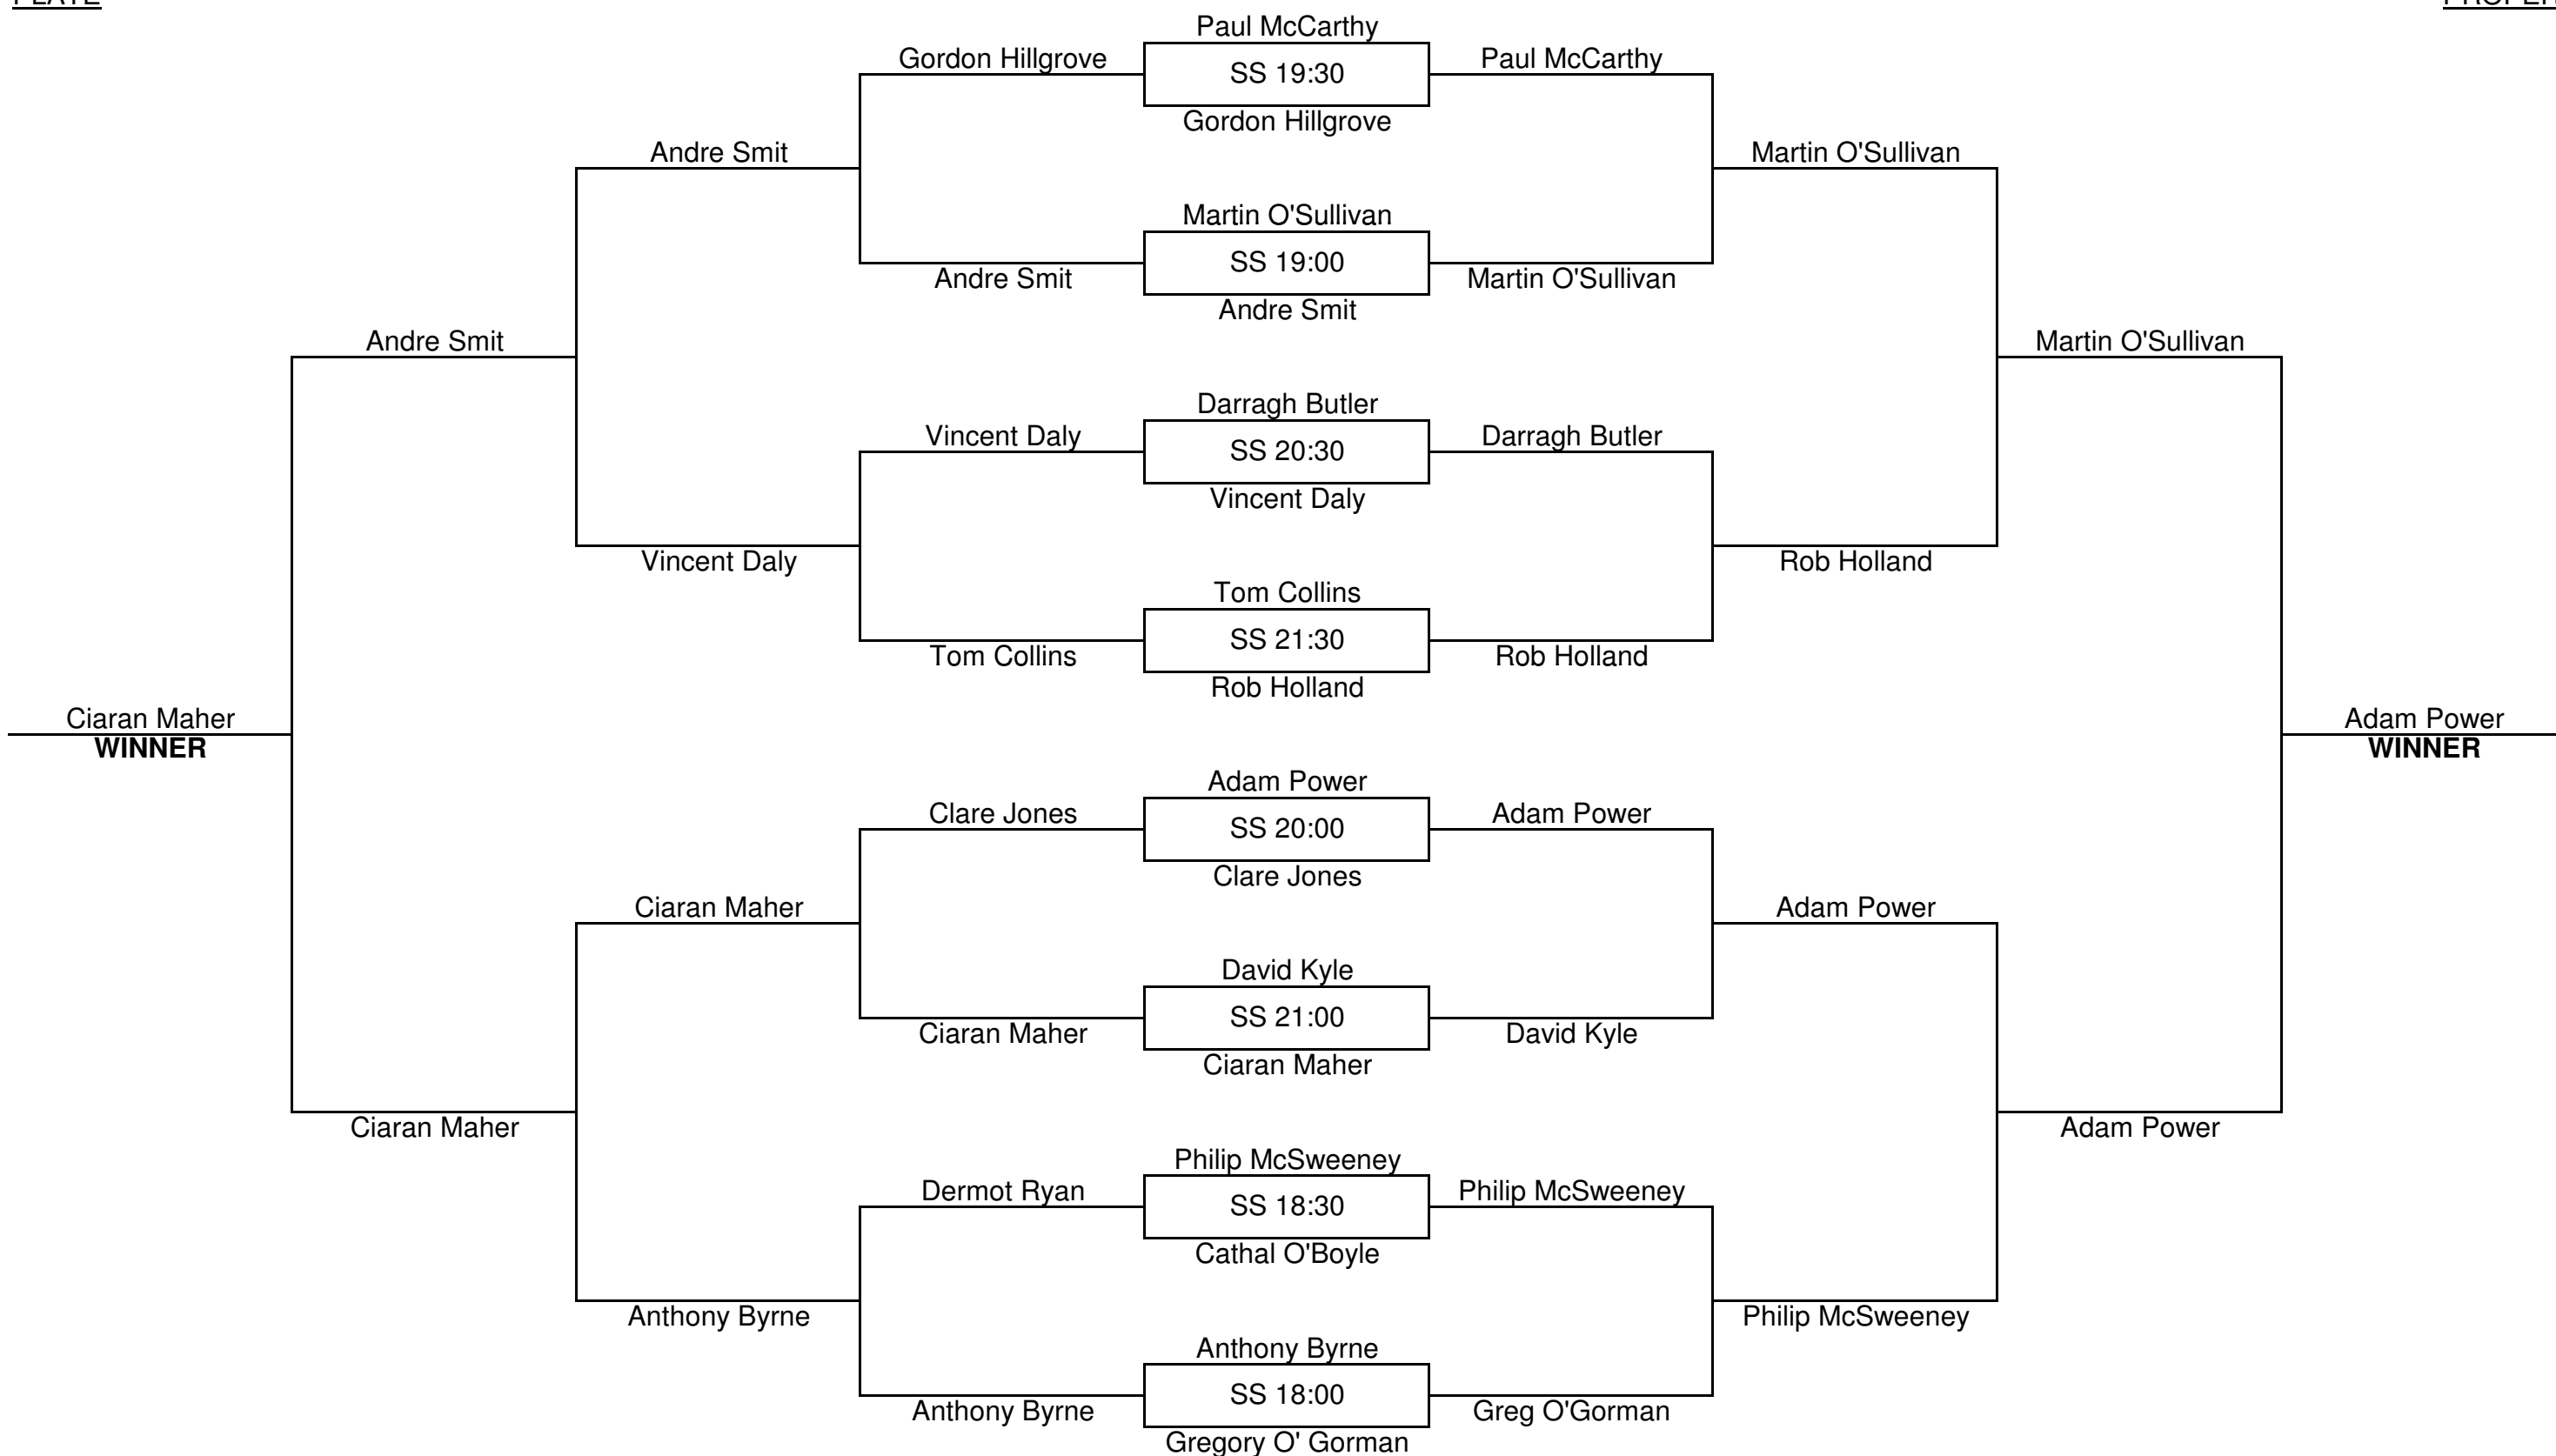 PLATE
PROPER
Paul McCarthy
Gordon Hillgrove
SS 19:30
Paul McCarthy
Gordon Hillgrove
Andre Smit
Martin O'Sullivan
Martin O'Sullivan
SS 19:00
Andre Smit
Martin O'Sullivan
Andre Smit
Andre Smit
Martin O'Sullivan
Darragh Butler
Vincent Daly
SS 20:30
Darragh Butler
Vincent Daly
Vincent Daly
Rob Holland
Tom Collins
SS 21:30
Tom Collins
Rob Holland
Rob Holland
Ciaran Maher
WINNER
Adam Power
WINNER
Adam Power
Clare Jones
SS 20:00
Adam Power
Clare Jones
Ciaran Maher
Adam Power
David Kyle
SS 21:00
Ciaran Maher
David Kyle
Ciaran Maher
Ciaran Maher
Adam Power
Philip McSweeney
Dermot Ryan
SS 18:30
Philip McSweeney
Cathal O'Boyle
Anthony Byrne
Philip McSweeney
Anthony Byrne
SS 18:00
Anthony Byrne
Greg O'Gorman
Gregory O' Gorman